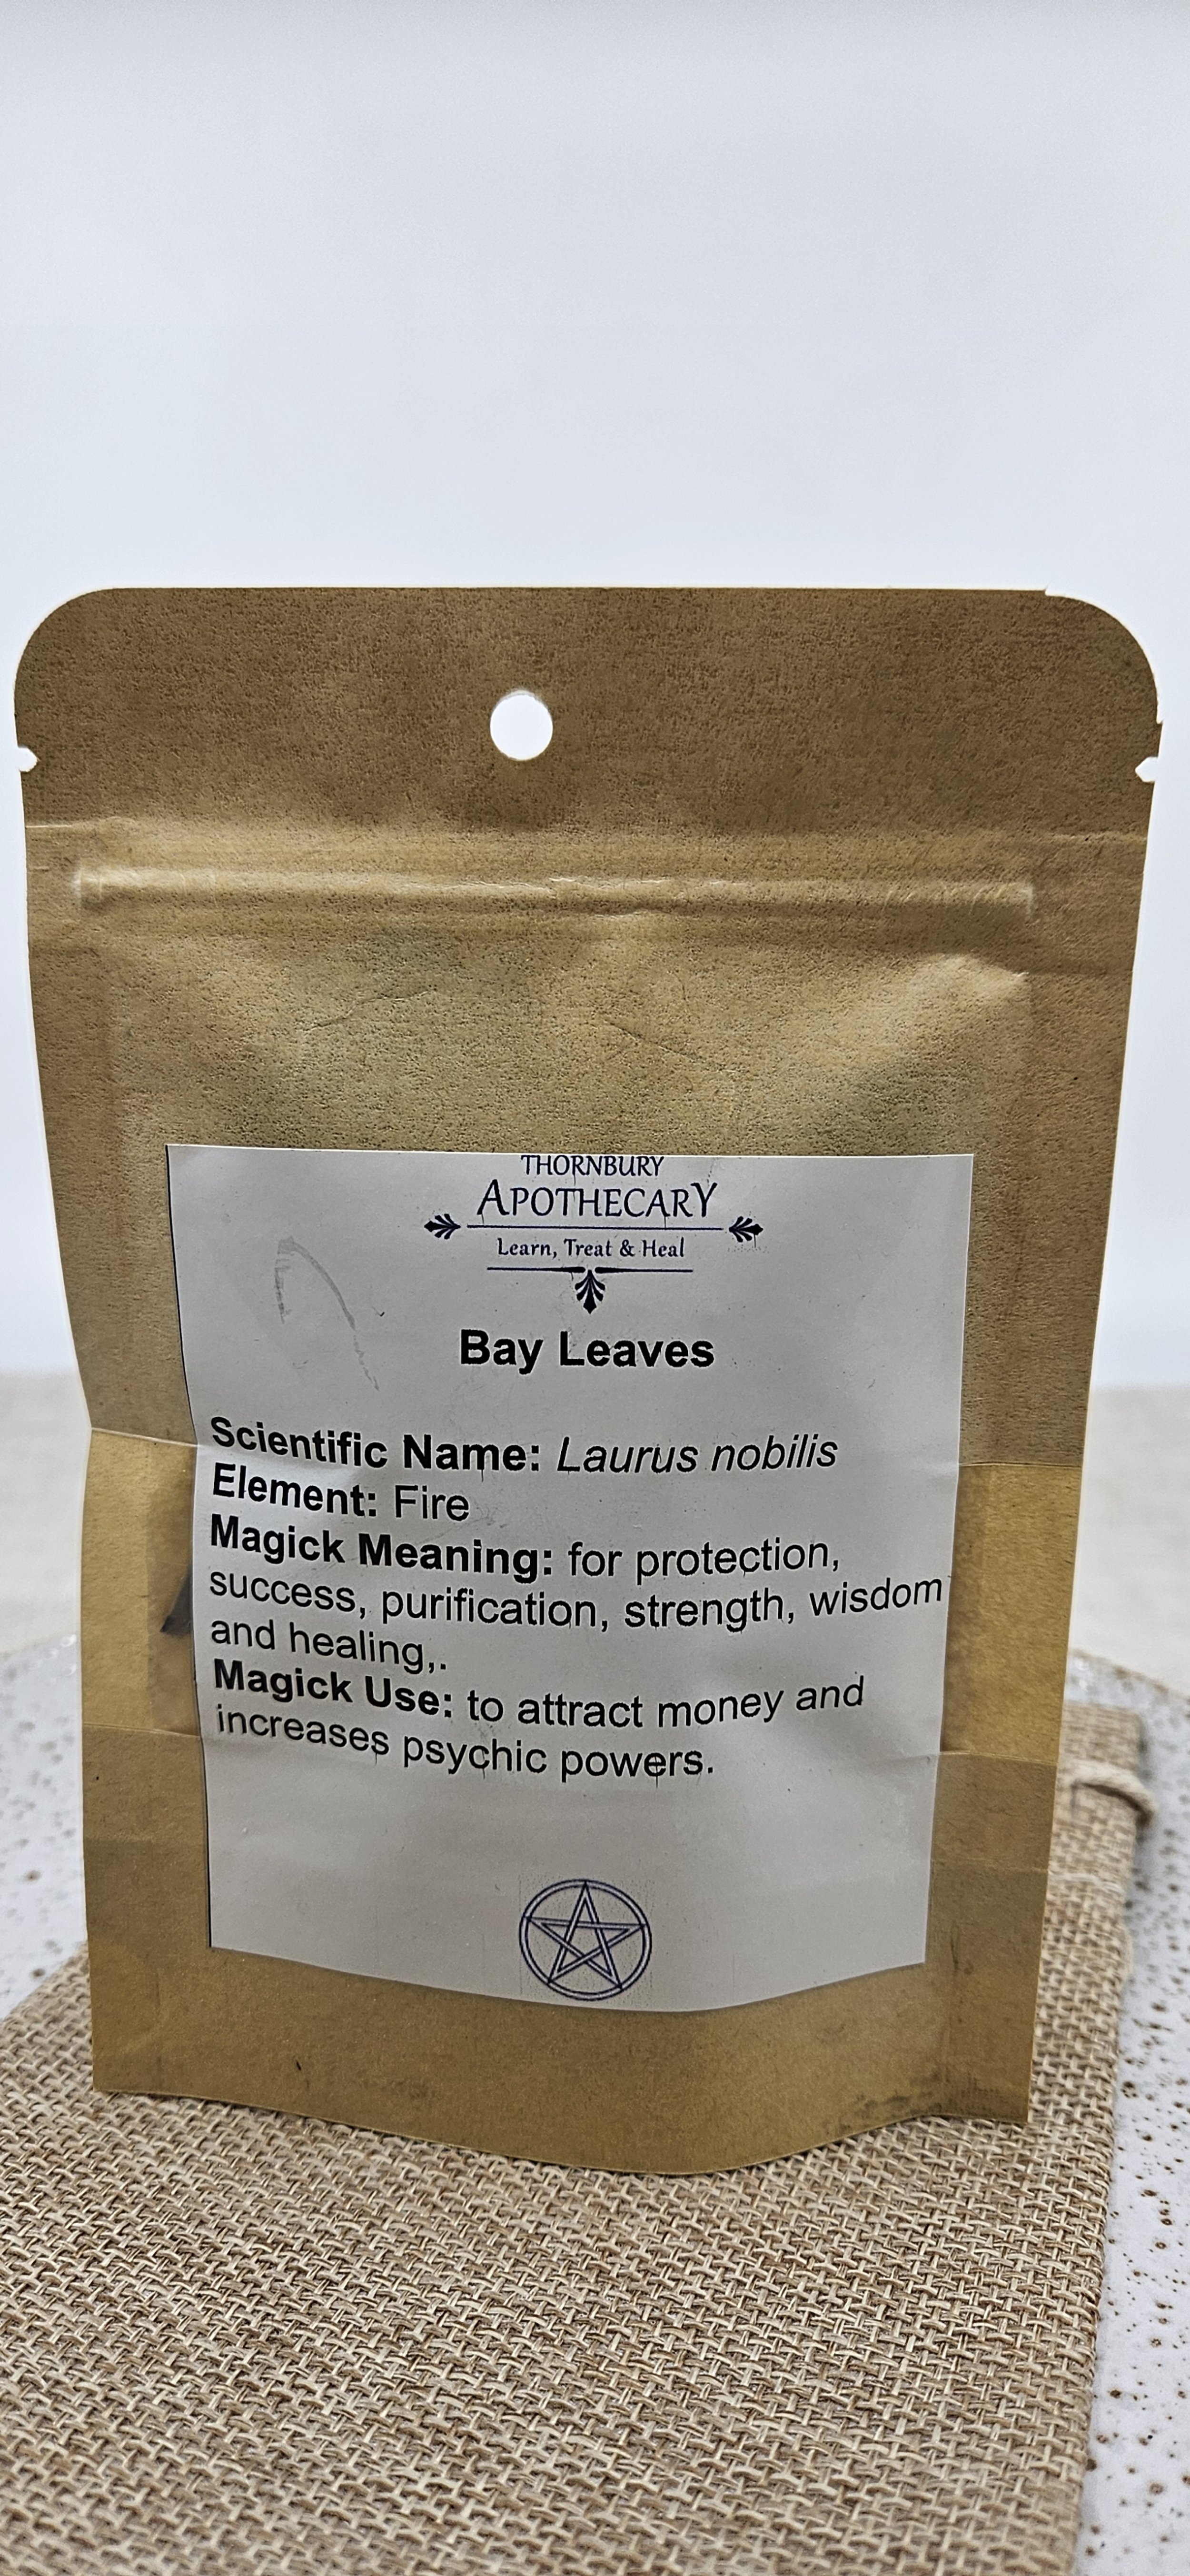 THORNBURY
APOTHECARY
Learn, Treat & Heal
Bay Leaves
Scientific Name: Laurus nobilis
Element: Fire
Magick Meaning: for protection,
success, purification, strength, wisdom
and healing,.
Magick Use: to attract money and
increases psychic powers.